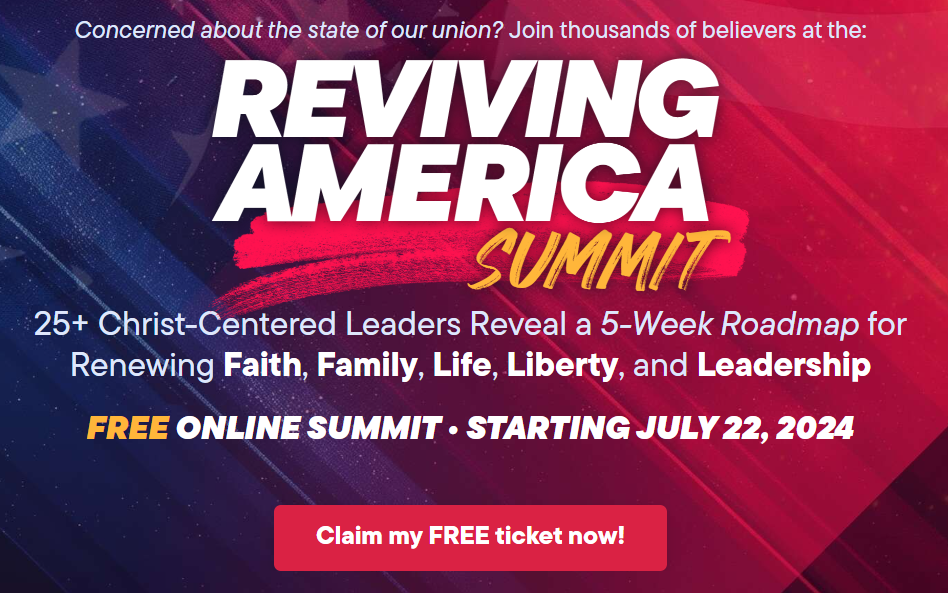 Concerned about the state of our union? Join thousands of believers at the:
REVIVING
AMERICA
SUMMIT
25+ Christ-Centered Leaders Reveal a 5-Week Roadmap for
Renewing Faith, Family, Life, Liberty, and Leadership
FREE ONLINE SUMMIT • STARTING JULY 22, 2024
Claim my FREE ticket now!